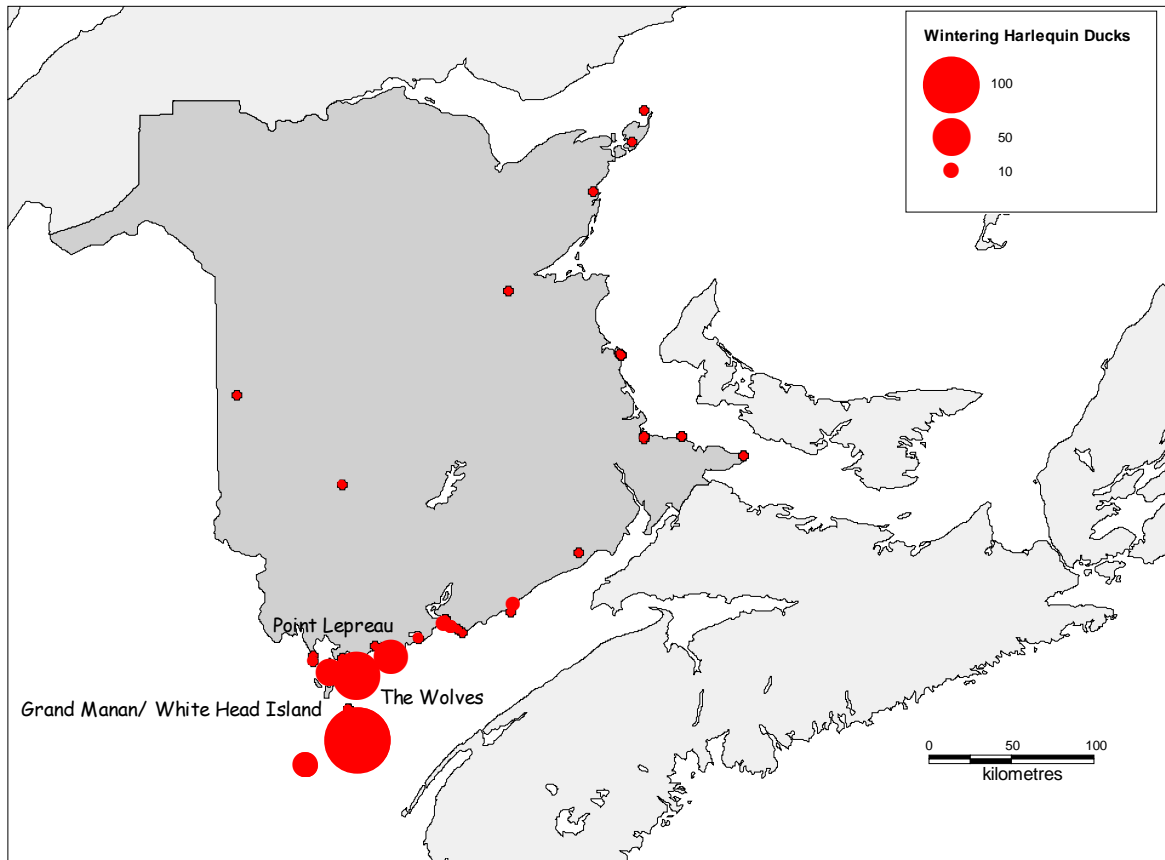 Wintering Harlequin Ducks
100
50
10
Point Lepreau
The Wolves
Grand Manan/ White Head Island
0 50 100
kilometres